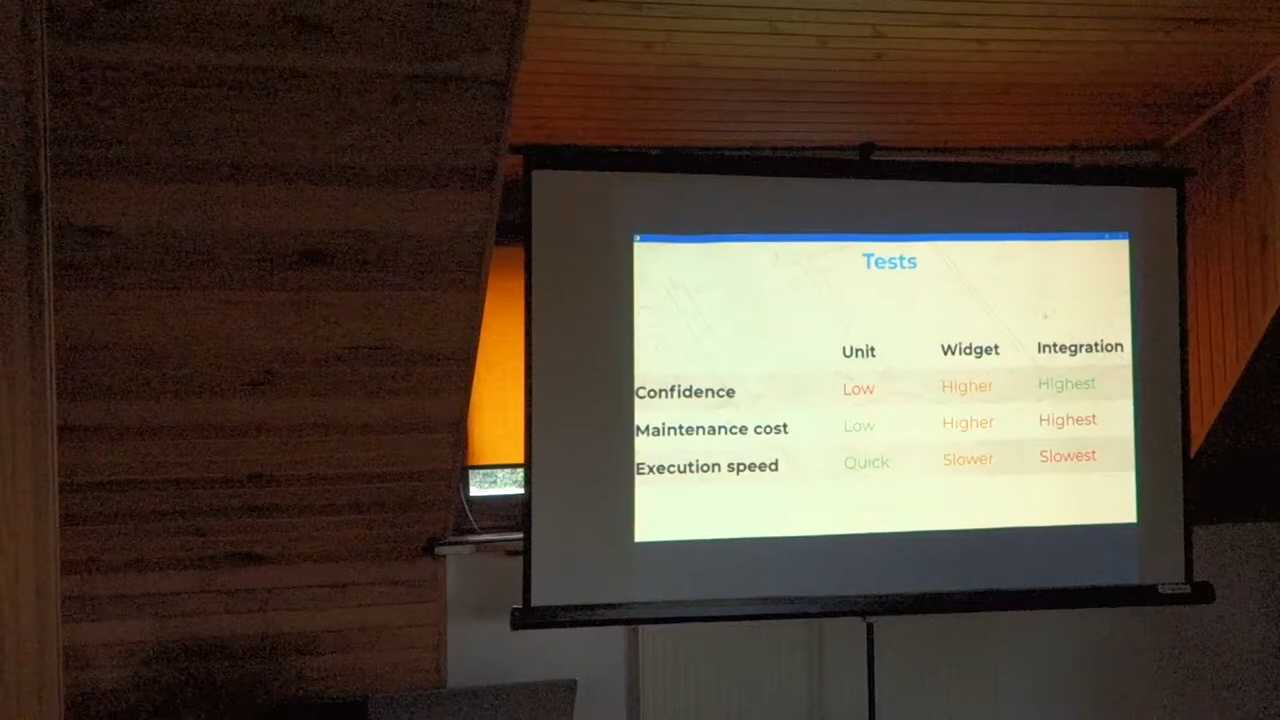 Tests
Unit Widget Integration
Confidence Low Higher Highest
Maintenance cost Low Higher Highest
Execution speed Quick Slower Slowest